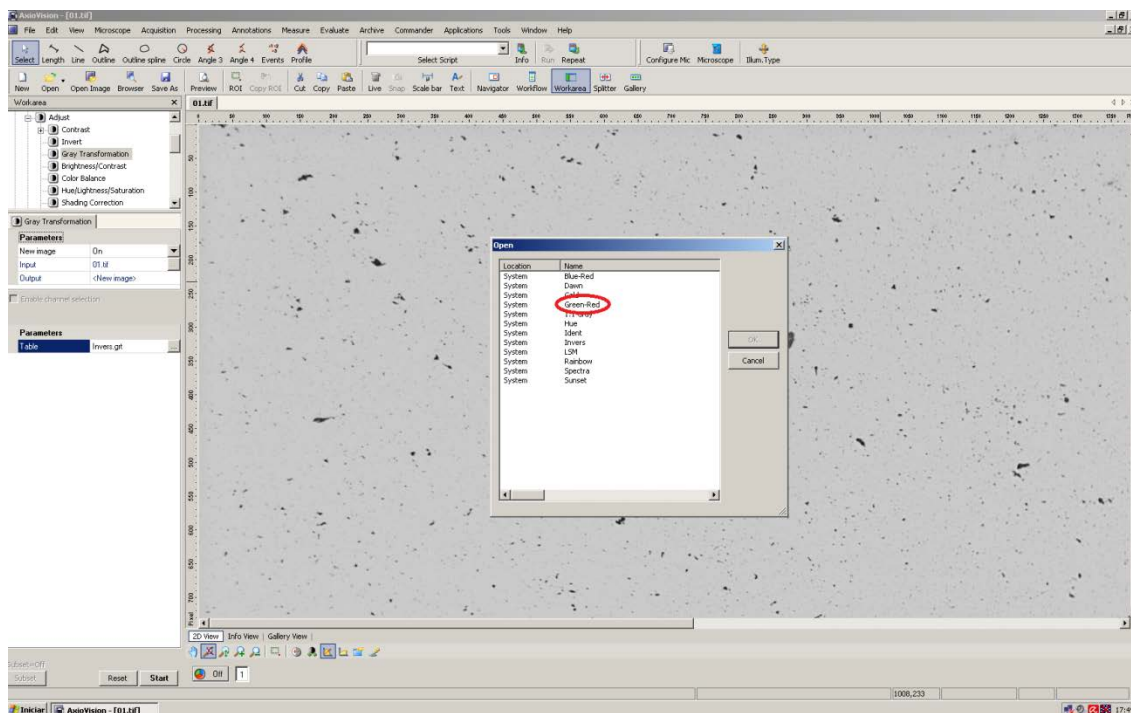 AxioVision - [01.tif]
File Edit View Microscope Acquisition Processing Annotations Measure Evaluate Archive Commander Applications Tools Window Help
Select Length Line Outline Outline spline Circle Angle 3 Angle 4 Events Profile Select Script Info Run Repeat Configure Mic Microscope Illum.Type
New Open Open Image Browser Save As Preview ROI Copy ROI Cut Copy Paste Live Snap Scale bar Text Navigator Workflow Workarea Splitter Gallery
Workarea
01.tif
Adjust
Contrast
Invert
Gray Transformation
Brightness/Contrast
Color Balance
Hue/Lightness/Saturation
Shading Correction
Gray Transformation
Parameters
New image On
Input 01.tif
Output <New image>
Enable channel selection
Parameters
Table Invers.grt
Open
Location Name
System Blue-Red
System Dawn
System
System Green-Red
System
System Hue
System Ident
System Invers
System LSM
System Rainbow
System Spectra
System Sunset
OK
Cancel
Pixel
2D View Info View Gallery View
Off 1
Subset=Off
Subset Reset Start
1008,233
Iniciar AxioVision - [01.tif]